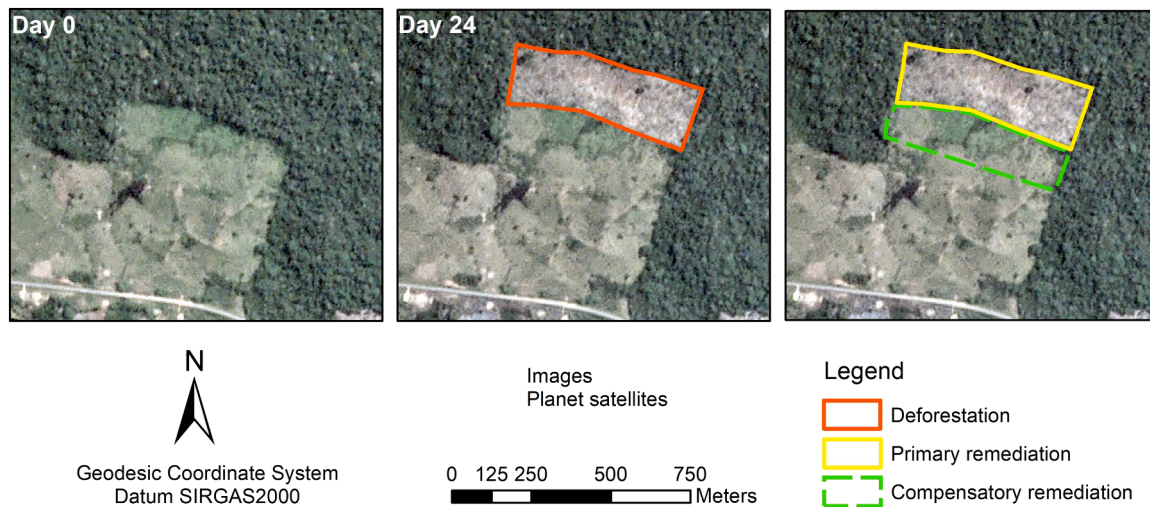 Day 0
Day 24
N
Geodesic Coordinate System
Datum SIRGAS2000
Images
Planet satellites
0 125 250 500 750
Meters
Legend
Deforestation
Primary remediation
Compensatory remediation